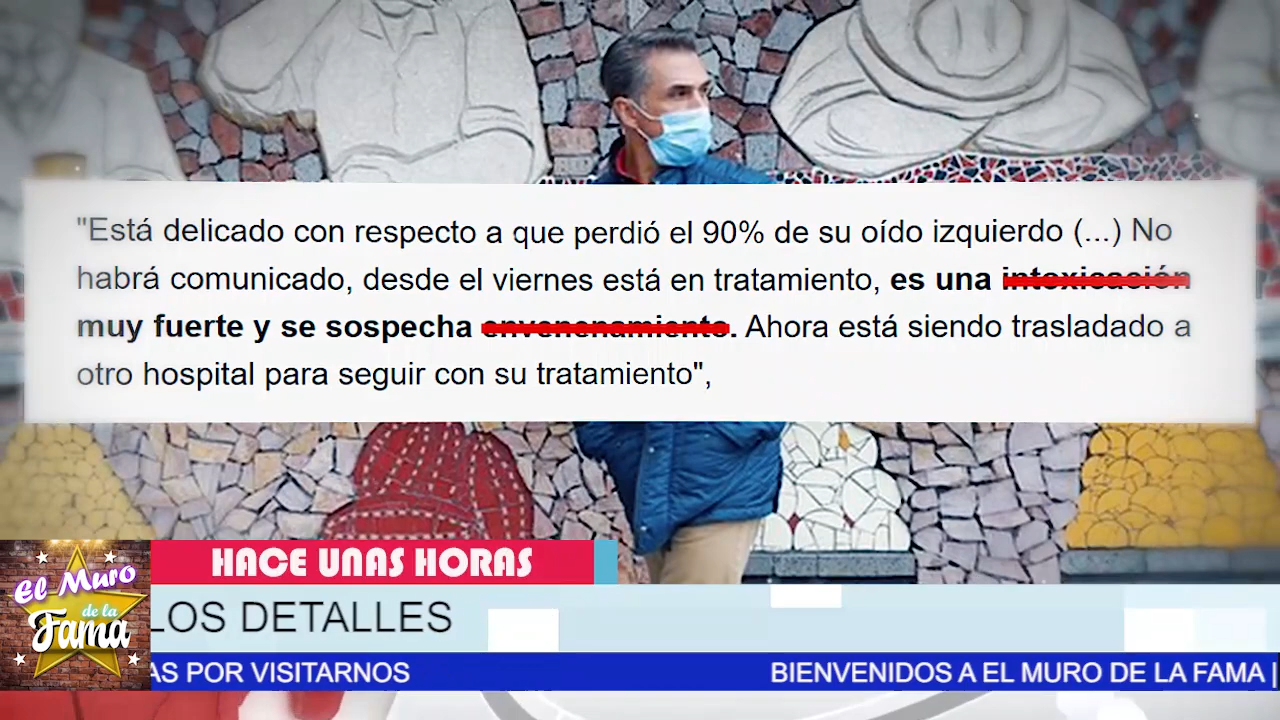 "Está delicado con respecto a que perdió el 90% de su oído izquierdo (...) No
habrá comunicado, desde el viernes está en tratamiento, es una intoxicación
muy fuerte y se sospecha envenenamiento. Ahora está siendo trasladado a
otro hospital para seguir con su tratamiento",
HACE UNAS HORAS
El Muro
de la
Fama
LOS DETALLES
AS POR VISITARNOS
BIENVENIDOS A EL MURO DE LA FAMA |